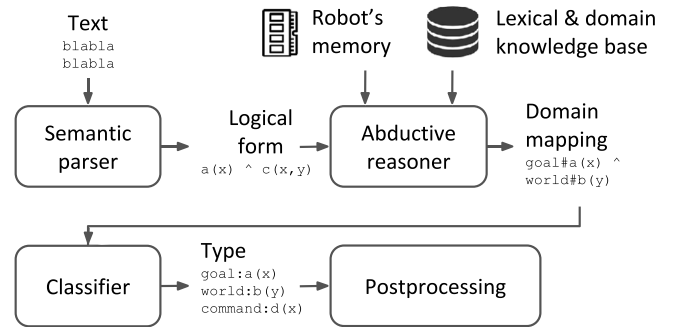 Text
blabla
blabla
Robot's
memory
Lexical & domain
knowledge base
Semantic
parser
Logical
form
a(x) ^ c(x,y)
Abductive
reasoner
Domain
mapping
goal#a(x) ^
world#b(y)
Classifier
Type
goal:a(x)
world:b(y)
command:d(x)
Postprocessing